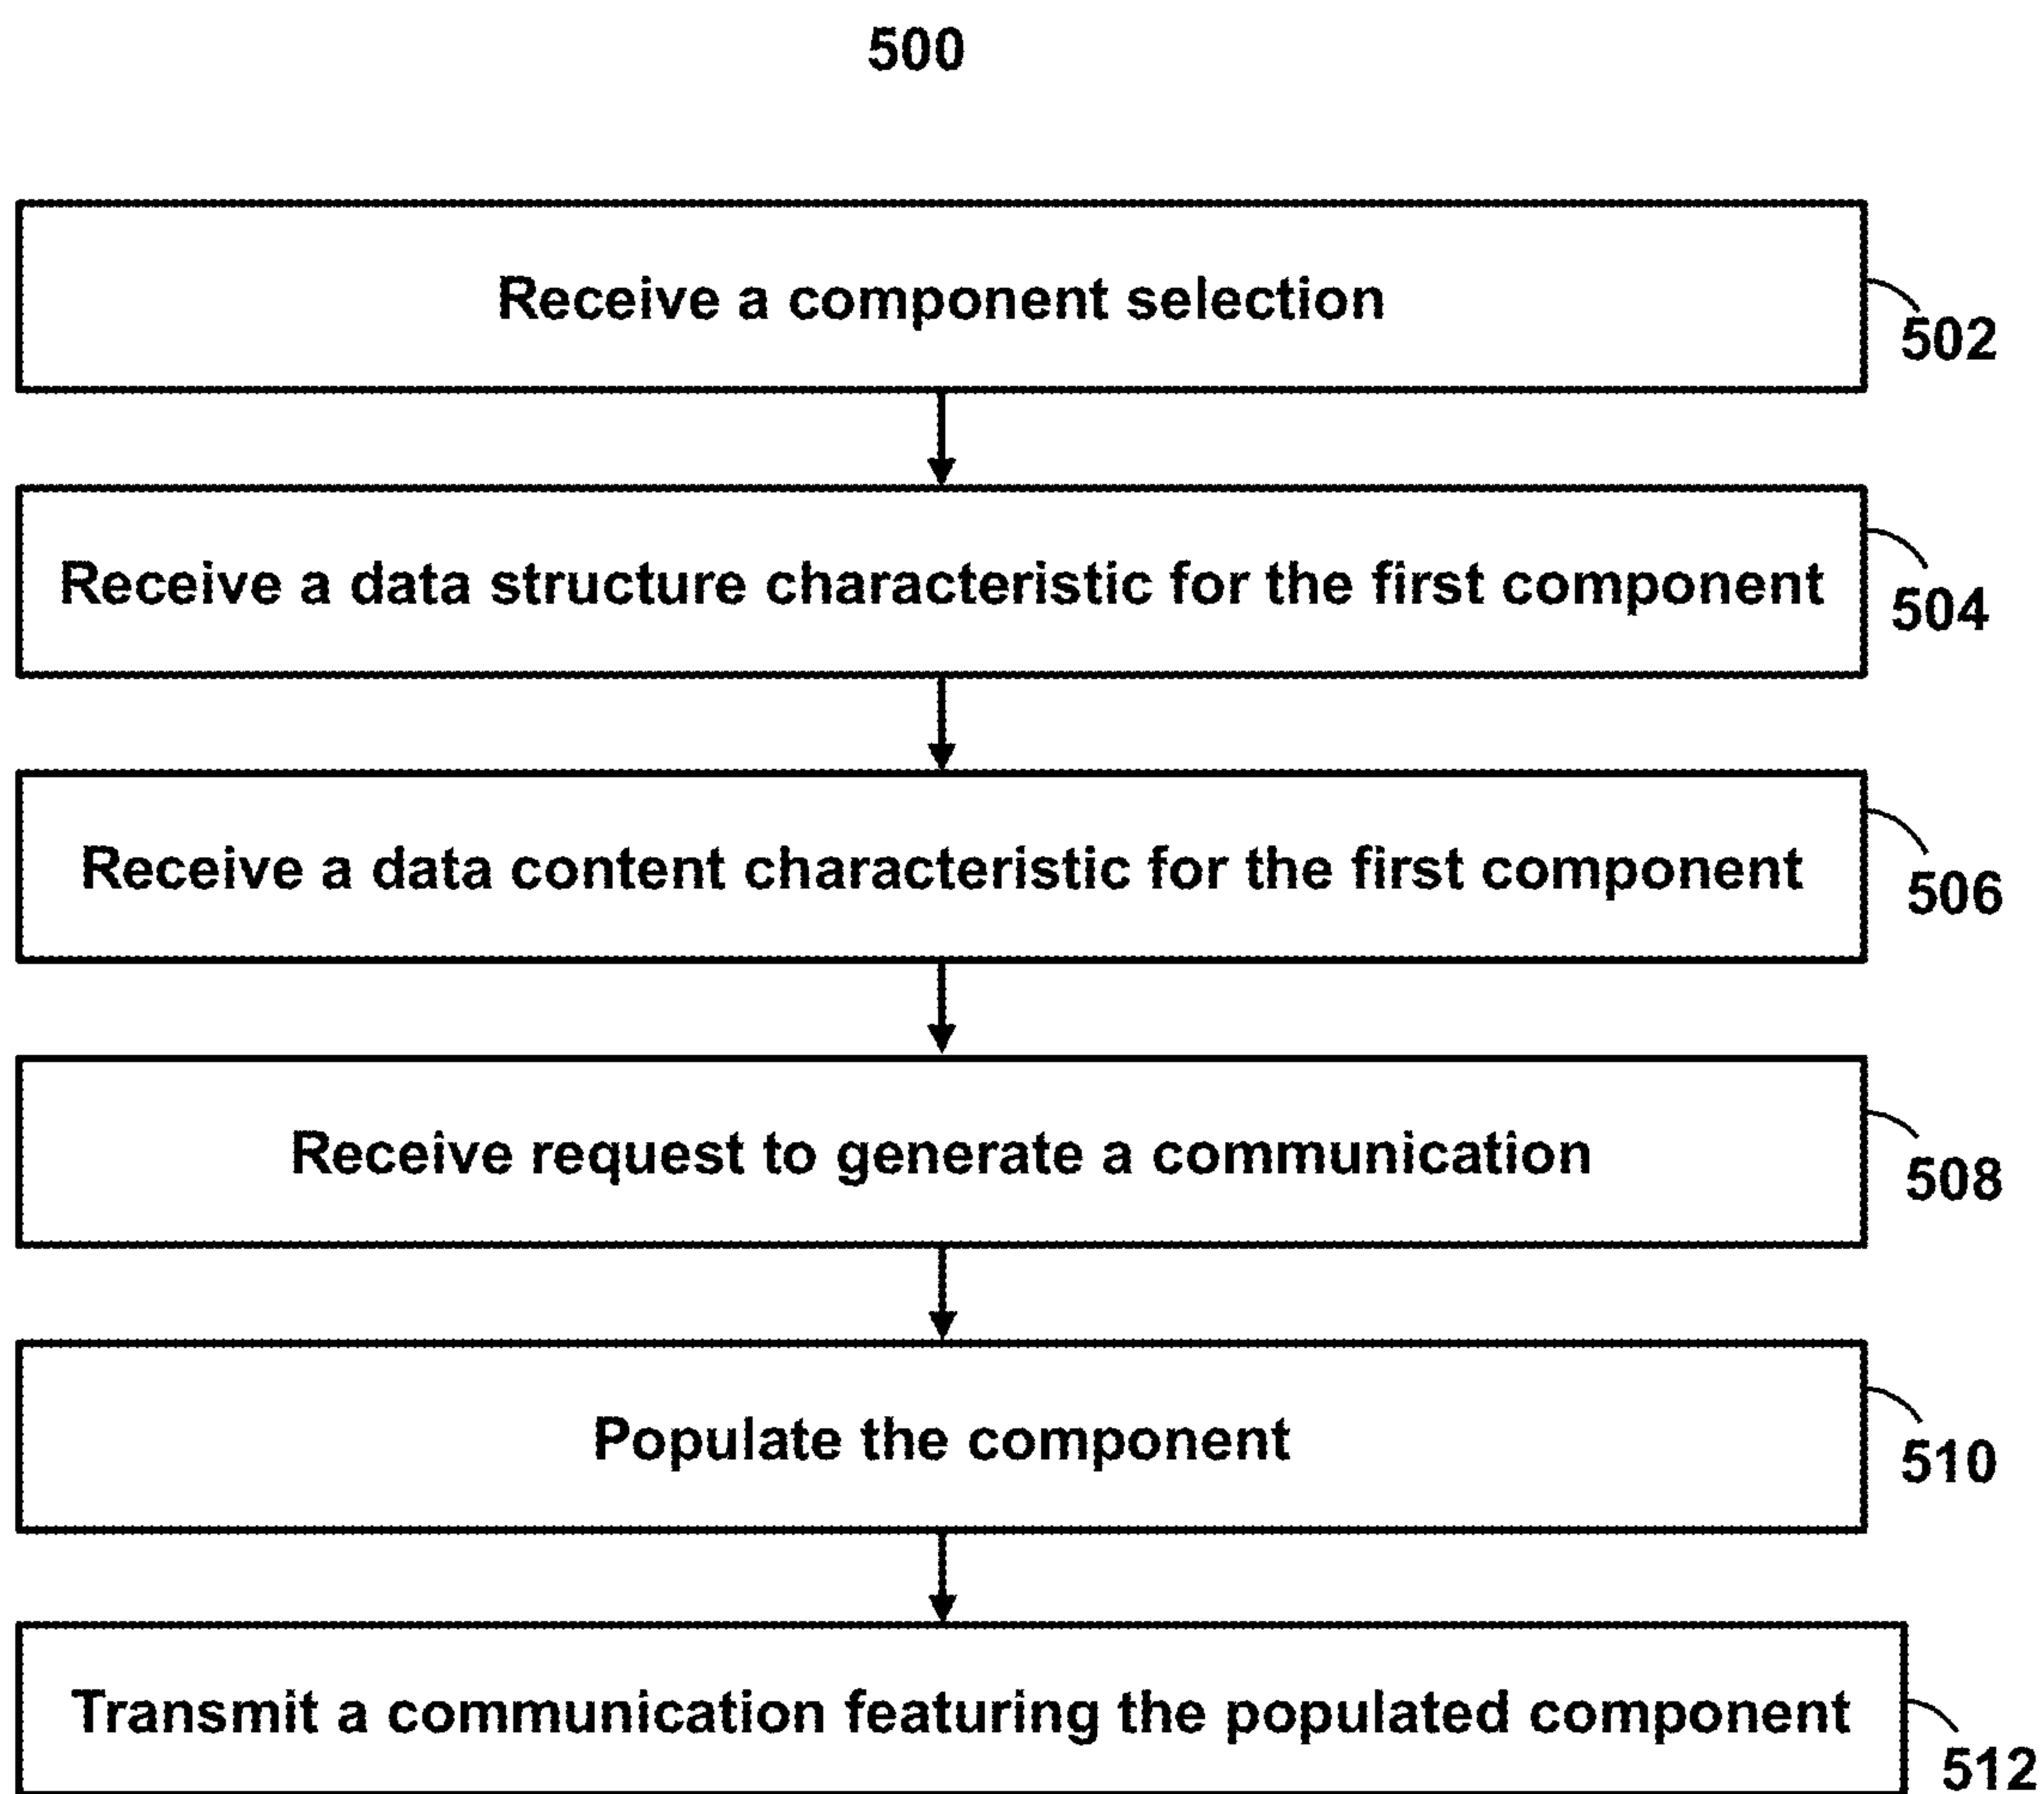 500
Receive a component selection
502
Receive a data structure characteristic for the first component
504
Receive a data content characteristic for the first component
506
Receive request to generate a communication
508
Populate the component
510
Transmit a communication featuring the populated component
512